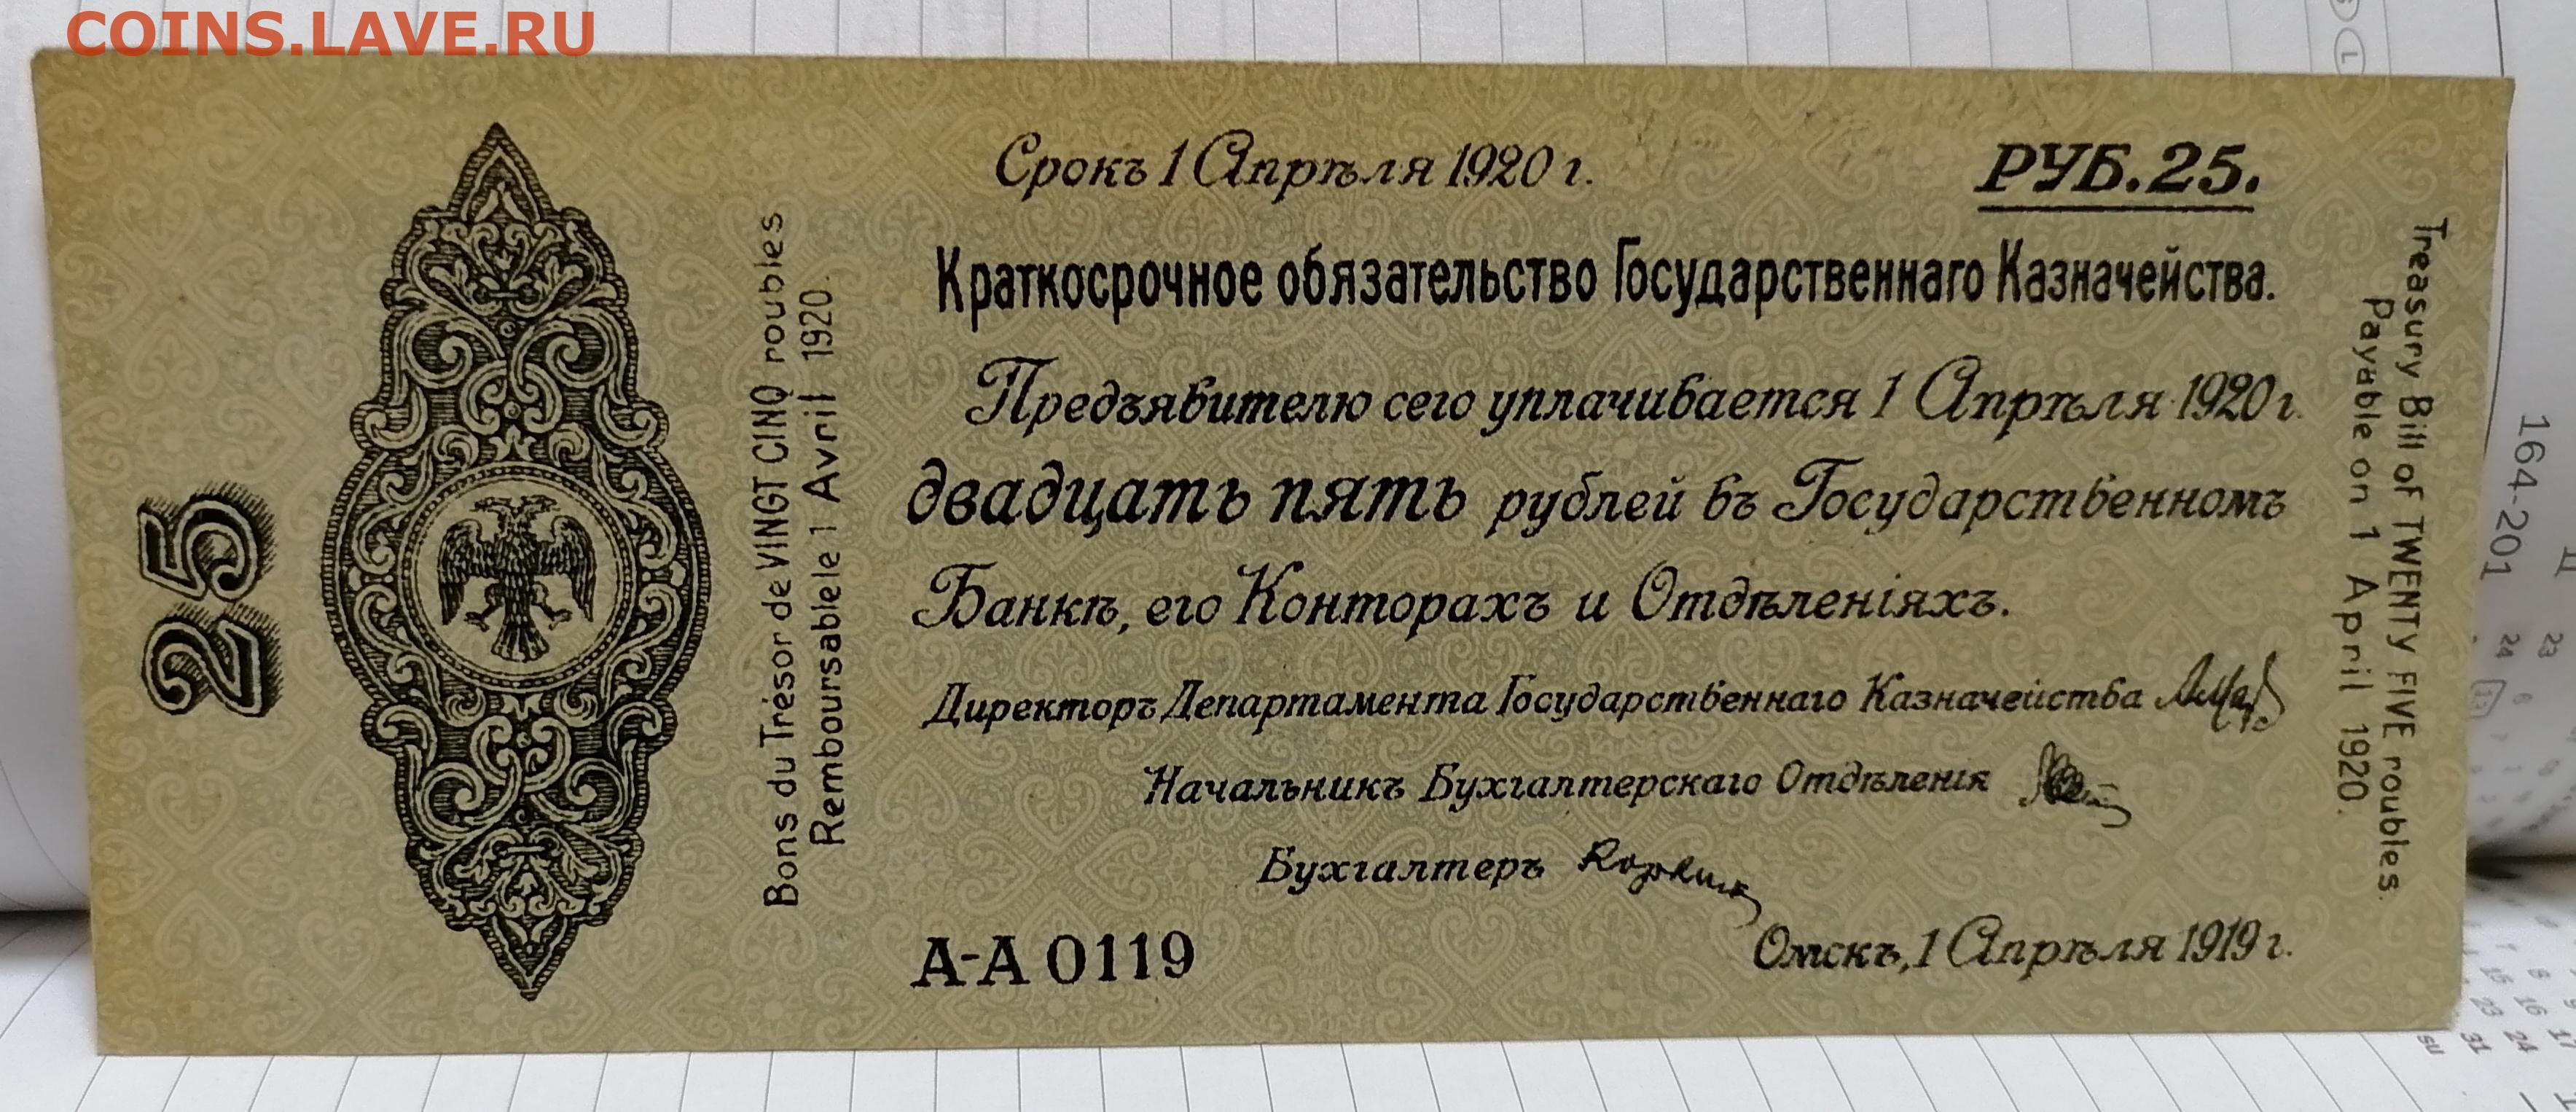 COINS.LAVE.RU
Срокъ 1 Апрѣля 1920 г.
РУБ. 25.
Краткосрочное обязательство Государственнаго Казначейства.
Предъявителю сего уплачивается 1 Апрѣля 1920 г.
двадцать пять рублей въ Государственномъ
Банкѣ, его Конторахъ и Отдѣленіяхъ.
Директоръ Департамента Государственнаго Казначейства
Начальникъ Бухгалтерскаго Отдѣленія
Бухгалтеръ
А-А 0119
Омскъ, 1 Апрѣля 1919 г.
25
Bons du Trésor de VINGT CINQ roubles
Remboursablele 1 Avril 1920.
Treasury Bill of TWENTY FIVE roubles.
Payable on 1 April 1920.
164-201